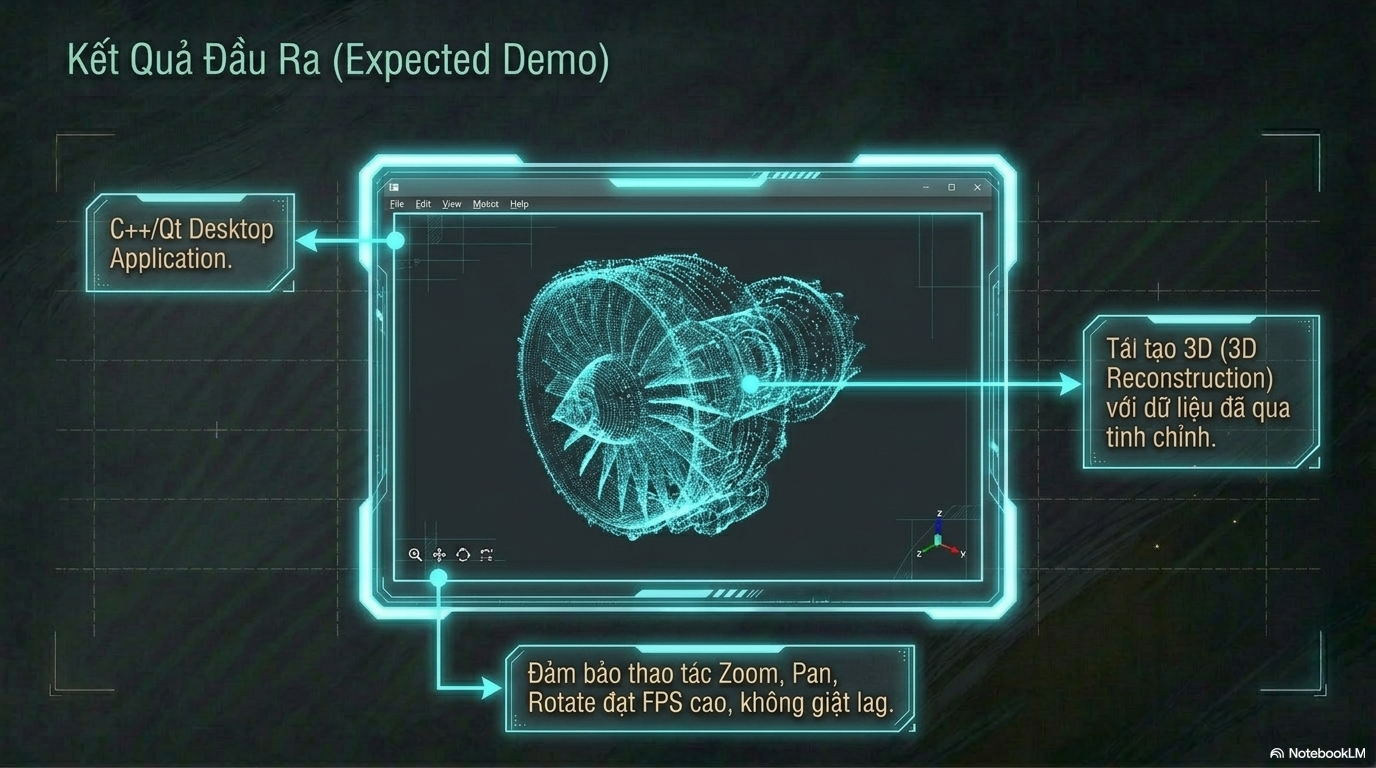 Kết Quả Đầu Ra (Expected Demo)
C++/Qt Desktop
Application.
File Edit View Motct Help
Tái tạo 3D (3D
Reconstruction)
với dữ liệu đã qua
tinh chỉnh.
z
z y
Đảm bảo thao tác Zoom, Pan,
Rotate đạt FPS cao, không giật lag.
NotebookLM